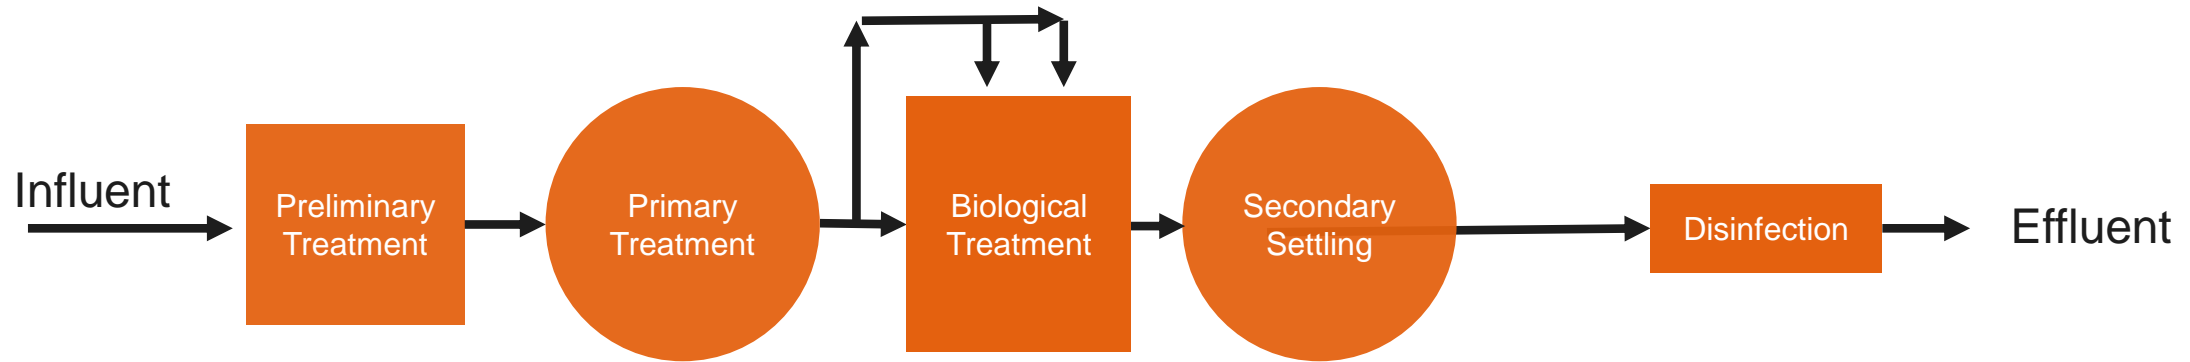 Influent
Preliminary
Treatment
Primary
Treatment
Biological
Treatment
Secondary
Settling
Disinfection
Effluent